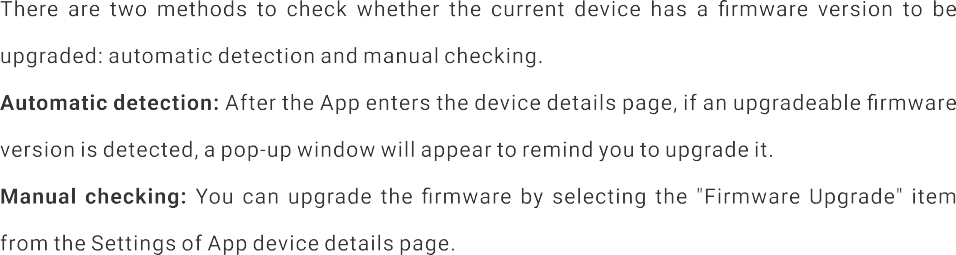 There are two methods to check whether the current device has a firmware version to be
upgraded: automatic detection and manual checking.
Automatic detection: After the App enters the device details page, if an upgradeable firmware
version is detected, a pop-up window will appear to remind you to upgrade it.
Manual checking: You can upgrade the firmware by selecting the "Firmware Upgrade" item
from the Settings of App device details page.